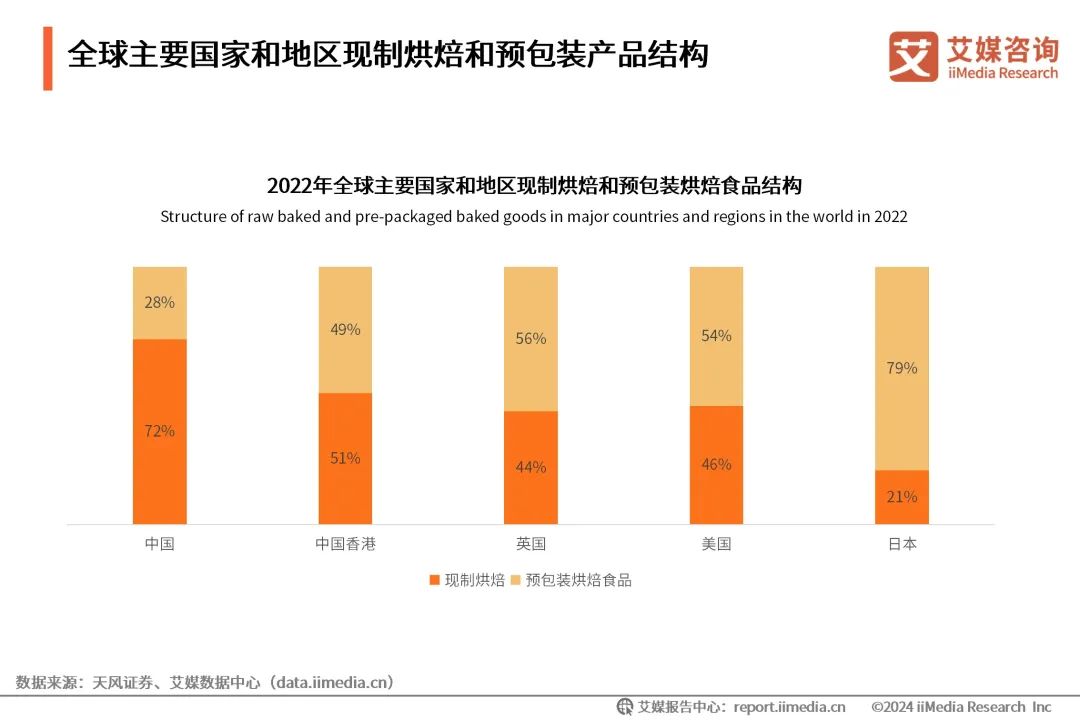 全球主要国家和地区现制烘焙和预包装产品结构
艾 艾媒咨询
iiMedia Research
2022年全球主要国家和地区现制烘焙和预包装烘焙食品结构
Structure of raw baked and pre-packaged baked goods in major countries and regions in the world in 2022
28% 49% 56% 54% 79%
72% 51% 44% 46% 21%
中国 中国香港 英国 美国 日本
现制烘焙 预包装烘焙食品
数据来源：天风证券、艾媒数据中心（data.iimedia.cn）
艾媒报告中心：report.iimedia.cn ©2024 iiMedia Research Inc